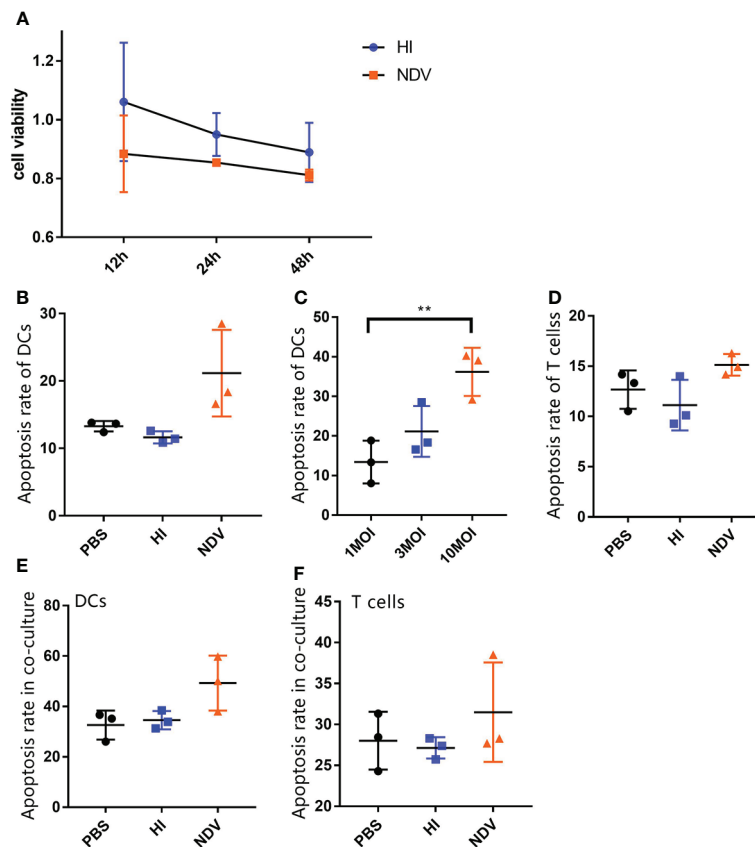 A
cell viability
1.2
1.0
0.8
0.6
12h
24h
48h
HI
NDV
B
Apoptosis rate of DCs
30
20
10
0
PBS
HI
NDV
C
Apoptosis rate of DCs
50
40
30
20
10
0
**
1MOI
3MOI
10MOI
D
Apoptosis rate of T cellss
20
15
10
5
0
PBS
HI
NDV
E
DCs
Apoptosis rate in co-culture
80
60
40
20
0
PBS
HI
NDV
F
T cells
Apoptosis rate in co-culture
45
40
35
30
25
20
PBS
HI
NDV